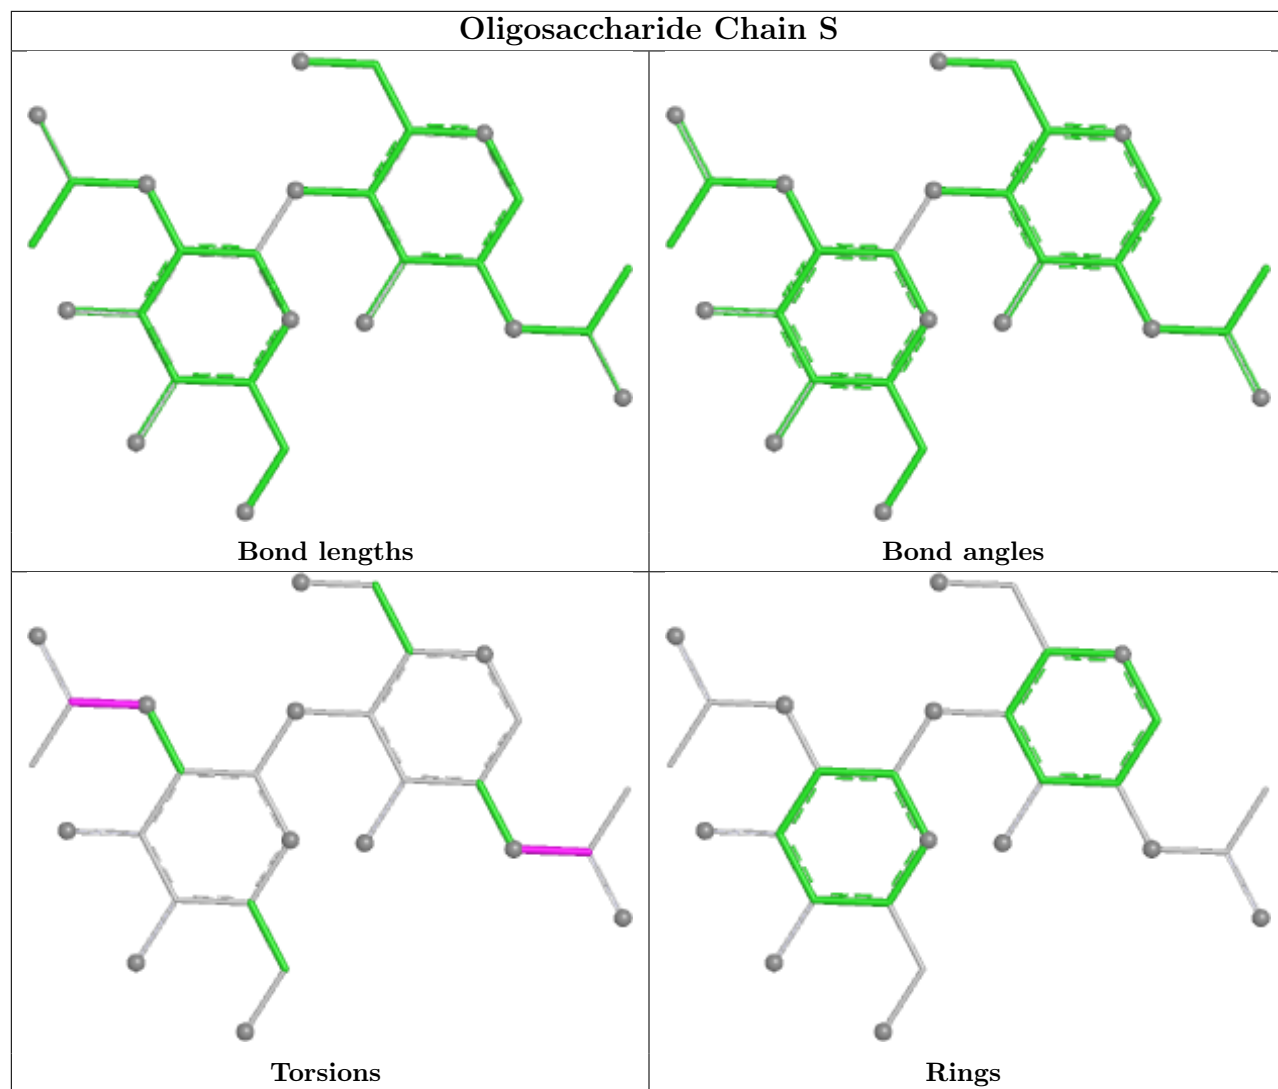 Oligosaccharide Chain S
Bond lengths
Bond angles
Torsions
Rings